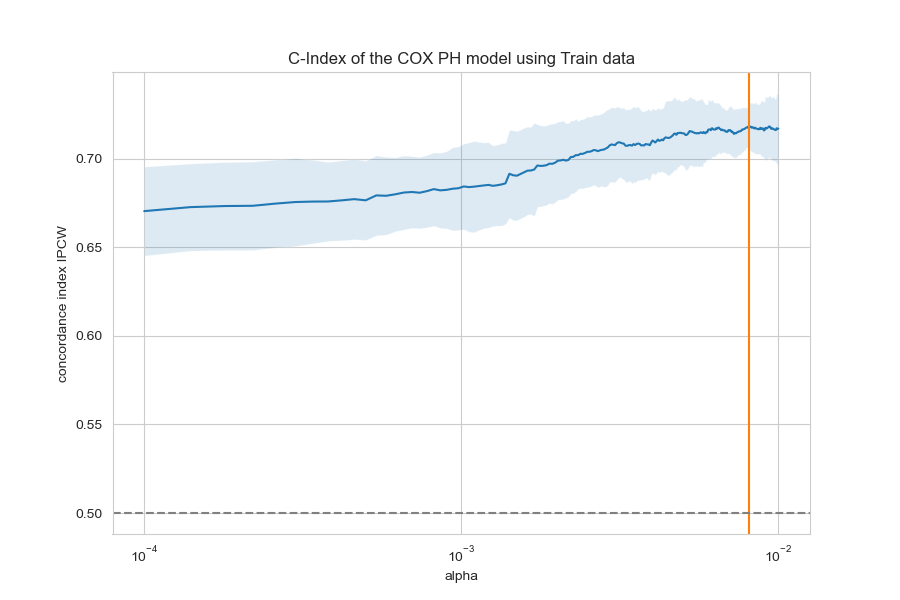 C-Index of the COX PH model using Train data
concordance index IPCW
0.70
0.65
0.60
0.55
0.50
10⁻⁴
10⁻³
10⁻²
alpha